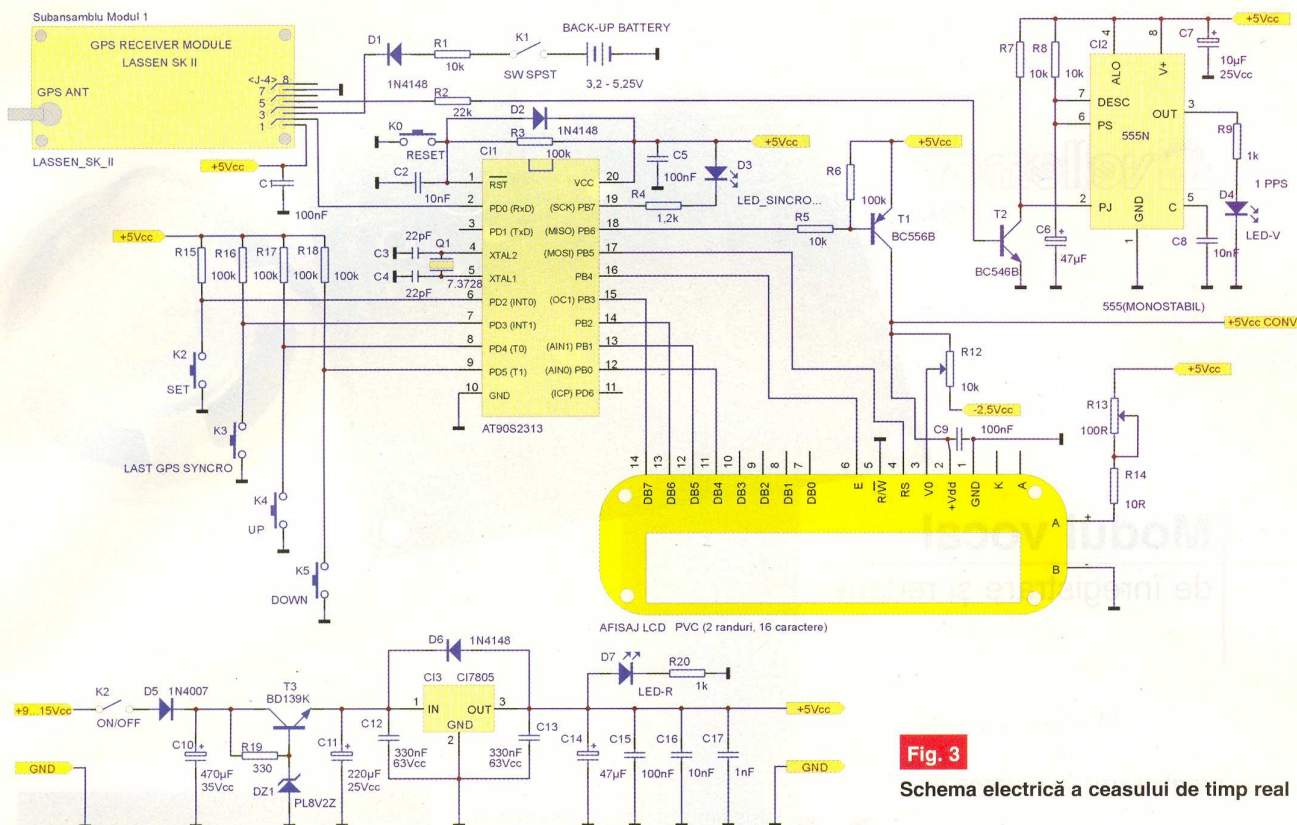 Subansamblu Modul 1
GPS RECEIVER MODULE
LASSEN SK II
GPS ANT
<J-4>
8
7
5
3
1
LASSEN_SK_II
+5Vcc
C1
100nF
D1
1N4148
R1
10k
K1
SW SPST
BACK-UP BATTERY
3,2 - 5,25V
R2
22k
D2
1N4148
K0
RESET
R3
100k
CI1
C2
10nF
C5
100nF
+5Vcc
D3
LED_SINCRO...
R4
1,2k
1
RST
2
PD0 (RxD)
3
PD1 (TxD)
4
XTAL2
5
XTAL1
6
PD2 (INT0)
7
PD3 (INT1)
8
PD4 (T0)
9
PD5 (T1)
10
GND
VCC
20
(SCK) PB7
19
(MISO) PB6
18
(MOSI) PB5
17
PB4
16
(OC1) PB3
15
PB2
14
(AIN1) PB1
13
(AIN0) PB0
12
(ICP) PD6
11
AT90S2313
22pF
C3
Q1
C4
7.3728
22pF
+5Vcc
R15
R16
R17
R18
100k
100k
100k
100k
K2
SET
K3
LAST GPS SYNCRO
K4
UP
K5
DOWN
R5
10k
R6
100k
T1
BC556B
+5Vcc
R7
10k
R8
10k
CI2
4
8
ALO
V+
7
DESC
6
PS
OUT
3
555N
2
PJ
GND
C
5
1
C7
10µF
25Vcc
R9
1k
1 PPS
D4
LED-V
C8
10nF
T2
BC546B
C6
47µF
555(MONOSTABIL)
+5Vcc CONV
R12
10k
-2,5Vcc
C9
100nF
+5Vcc
R13
100R
R14
10R
14
13
12
11
10
9
8
7
6
5
4
3
2
1
DB7
DB6
DB5
DB4
DB3
DB2
DB1
DB0
E
R/W
RS
V0
+Vdd
GND
K
A
A
+
B
-
AFISAJ LCD PVC (2 randuri, 16 caractere)
+9...15Vcc
K2
ON/OFF
D5
1N4007
T3
BD139K
C10
470µF
35Vcc
R19
330
DZ1
PL8V2Z
C11
220µF
25Vcc
D6
1N4148
CI3
CI7805
1
IN
OUT
3
GND
2
C12
330nF
63Vcc
C13
330nF
63Vcc
D7
LED-R
R20
1k
C14
47µF
C15
100nF
C16
10nF
C17
1nF
+5Vcc
GND
GND
Fig. 3
Schema electrică a ceasului de timp real
Modul vocal
de înregistrare și redare